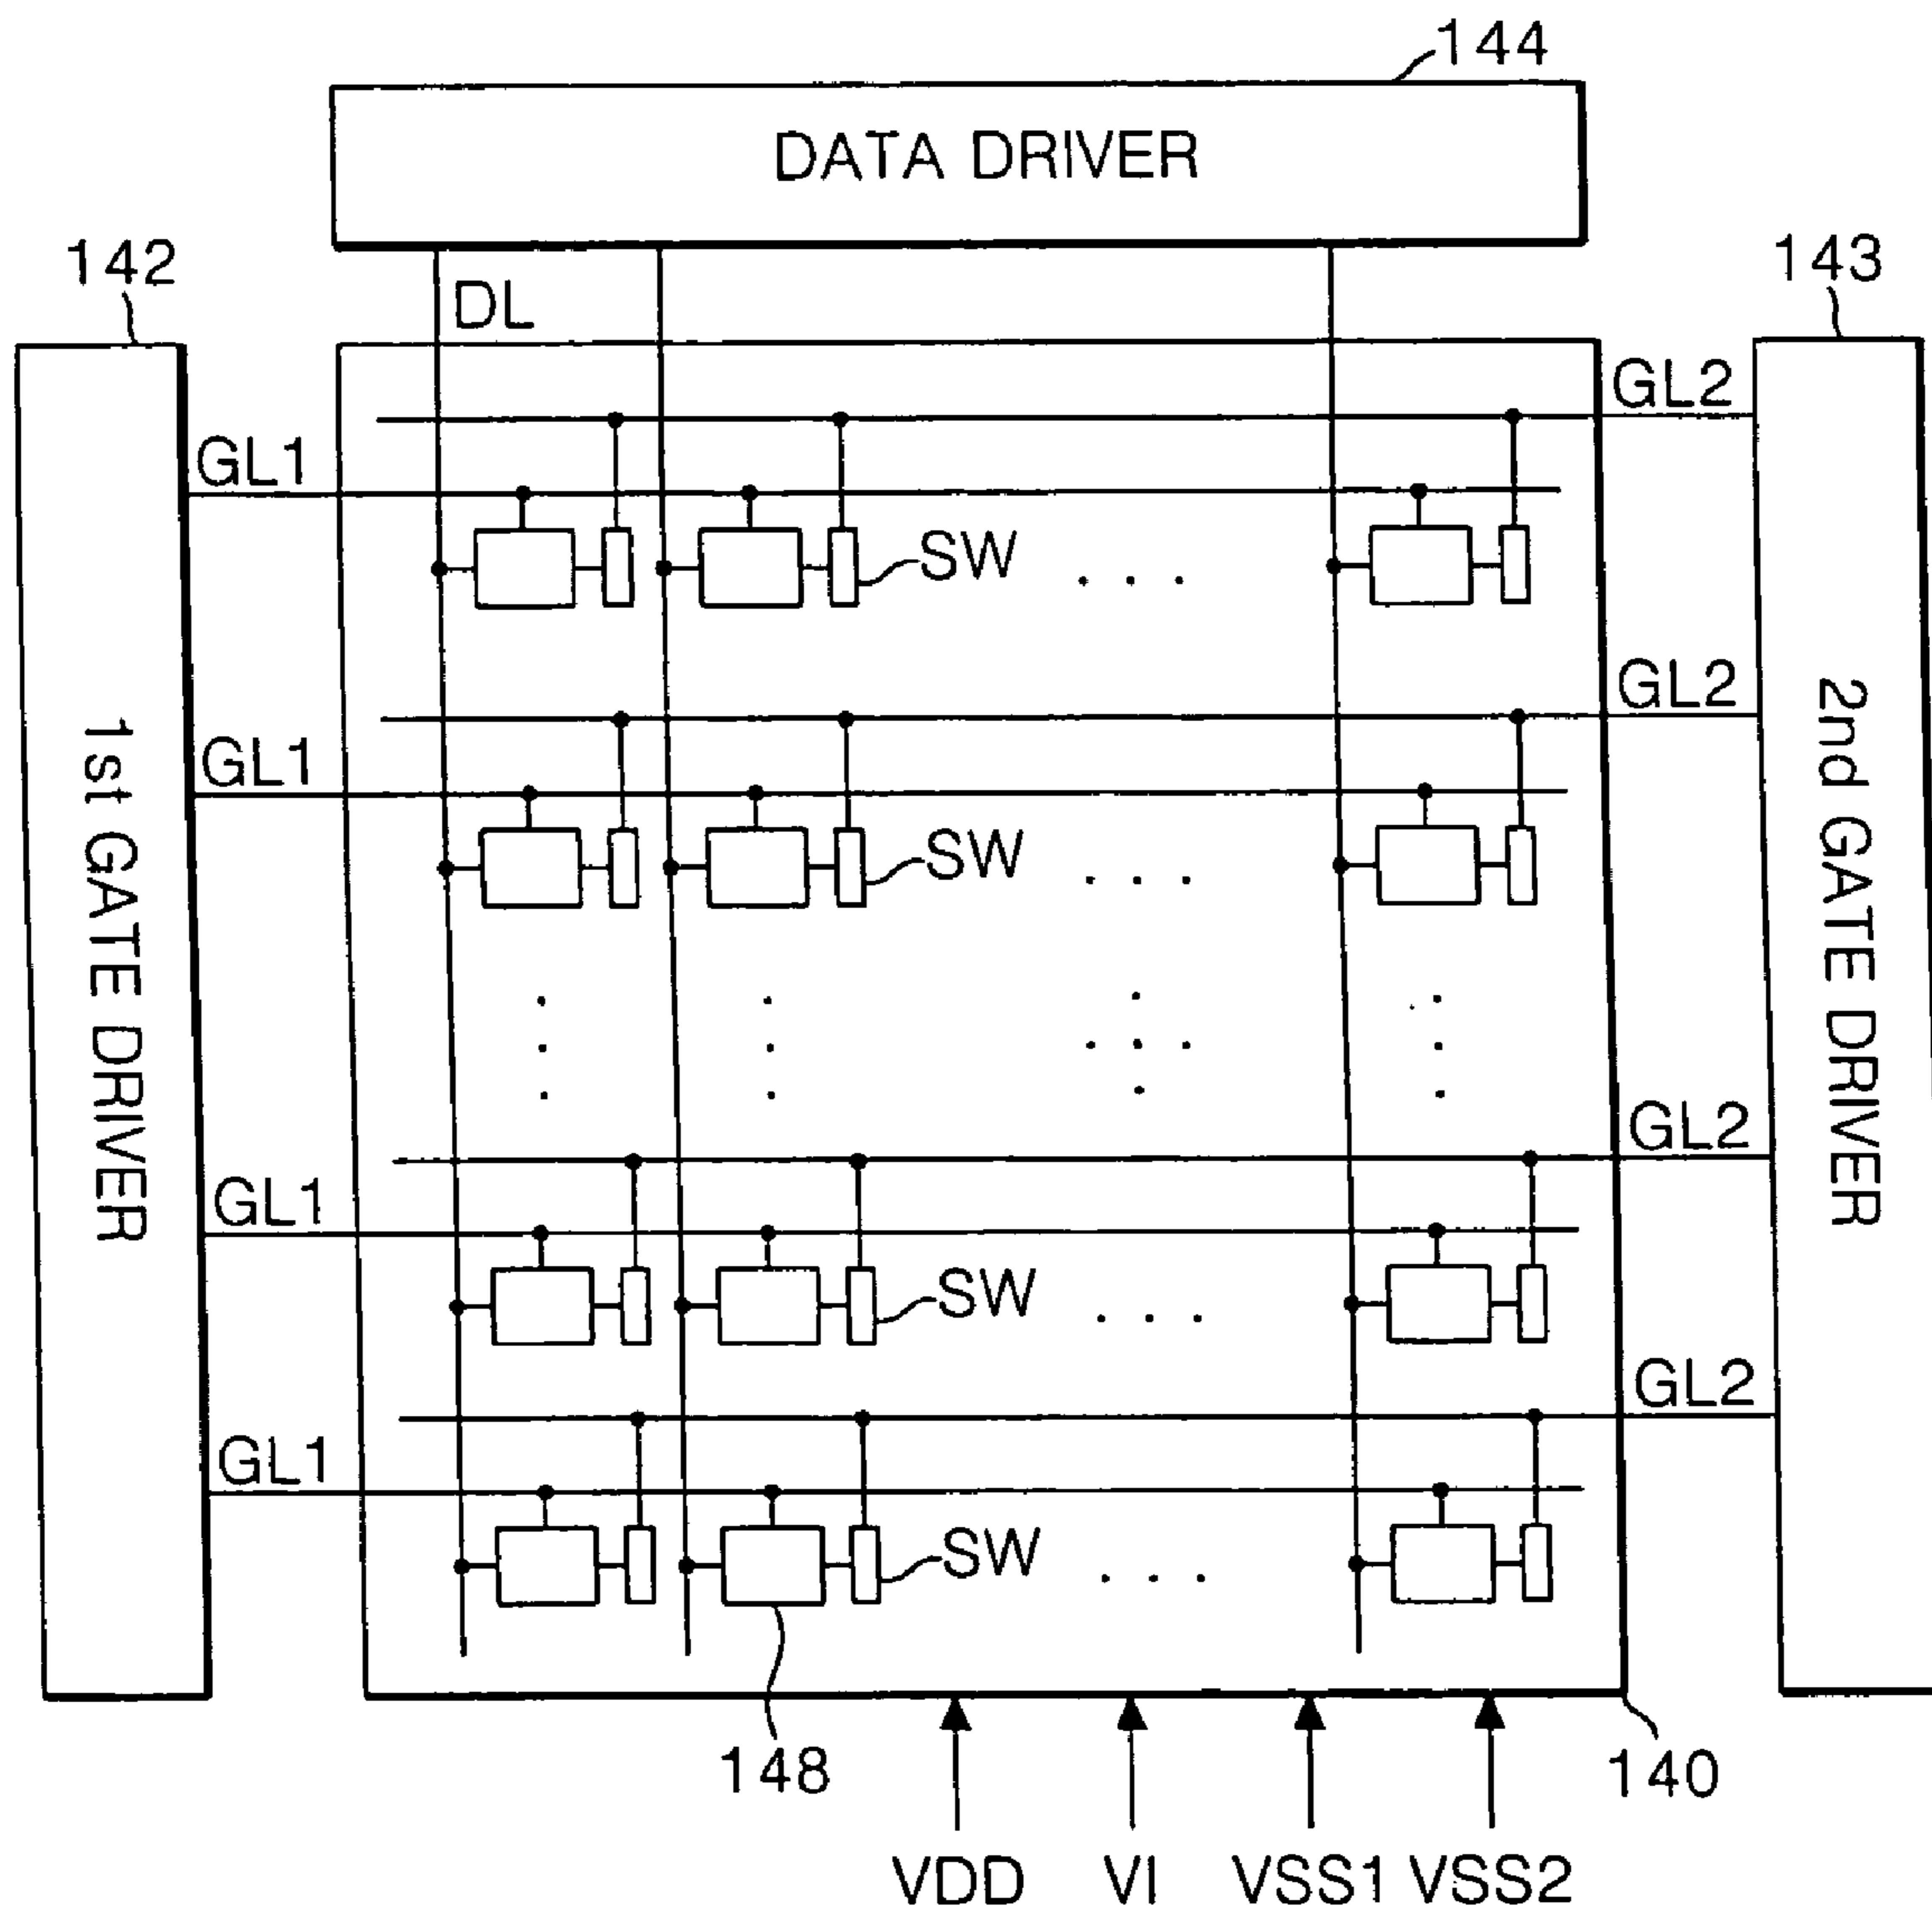 144
DATA DRIVER
142
143
DL
GL2
GL1
SW
GL2
GL1
SW
1st GATE DRIVER
2nd GATE DRIVER
GL2
GL1
SW
GL2
GL1
SW
148
140
VDD VI VSS1 VSS2